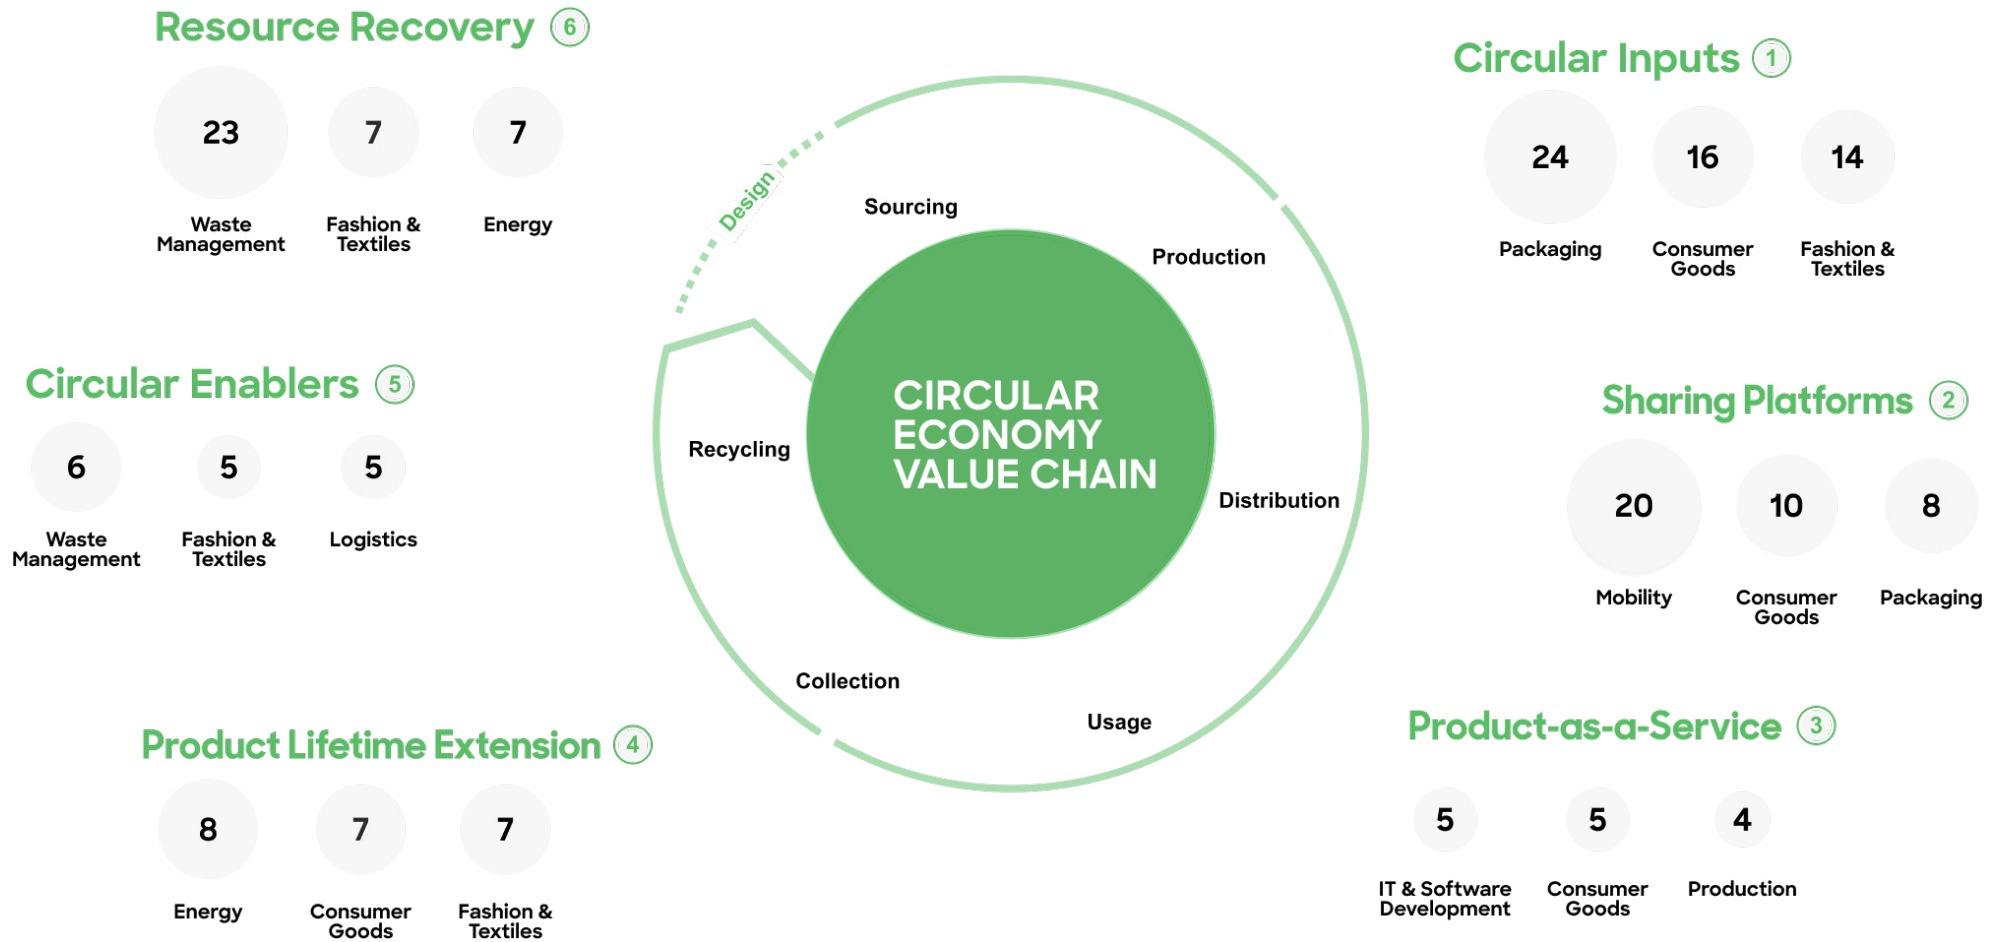 Resource Recovery 6
23 7 7
Waste Management
Fashion & Textiles
Energy
Circular Inputs 1
24 16 14
Packaging
Consumer Goods
Fashion & Textiles
Circular Enablers 5
6 5 5
Waste Management
Fashion & Textiles
Logistics
Sharing Platforms 2
20 10 8
Mobility
Consumer Goods
Packaging
Product Lifetime Extension 4
8 7 7
Energy
Consumer Goods
Fashion & Textiles
Product-as-a-Service 3
5 5 4
IT & Software Development
Consumer Goods
Production
Design
Sourcing
Production
Distribution
Usage
Collection
Recycling
CIRCULAR
ECONOMY
VALUE CHAIN